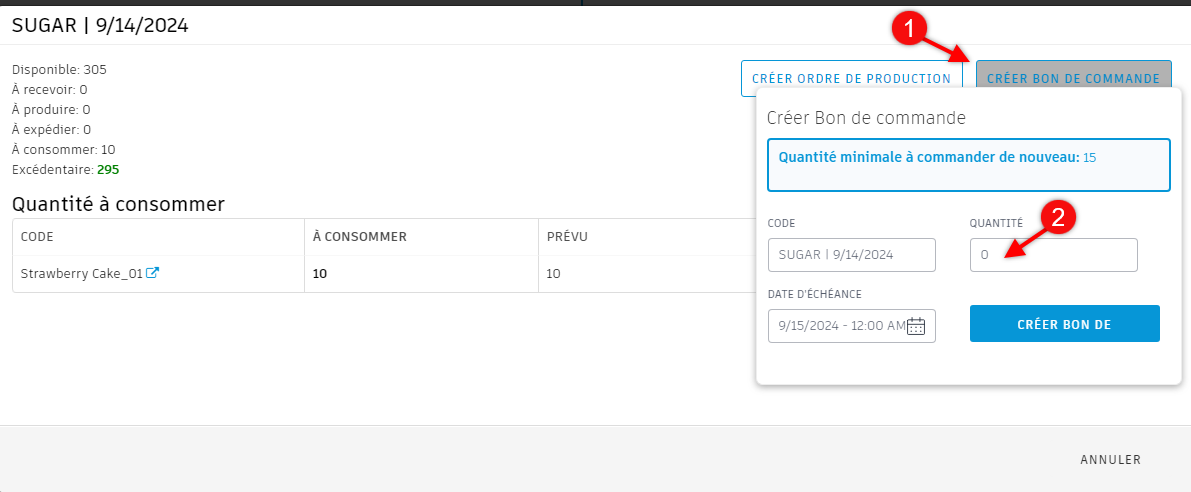 SUGAR | 9/14/2024
1
Disponible: 305
À recevoir: 0
À produire: 0
À expédier: 0
À consommer: 10
Excédentaire: 295
CRÉER ORDRE DE PRODUCTION
CRÉER BON DE COMMANDE
Quantité à consommer
CODE À CONSOMMER PRÉVU
Strawberry Cake_01 10 10
Créer Bon de commande
Quantité minimale à commander de nouveau: 15
2
CODE QUANTITÉ
SUGAR | 9/14/2024 0
DATE D'ÉCHÉANCE
9/15/2024 - 12:00 AM CRÉER BON DE
ANNULER